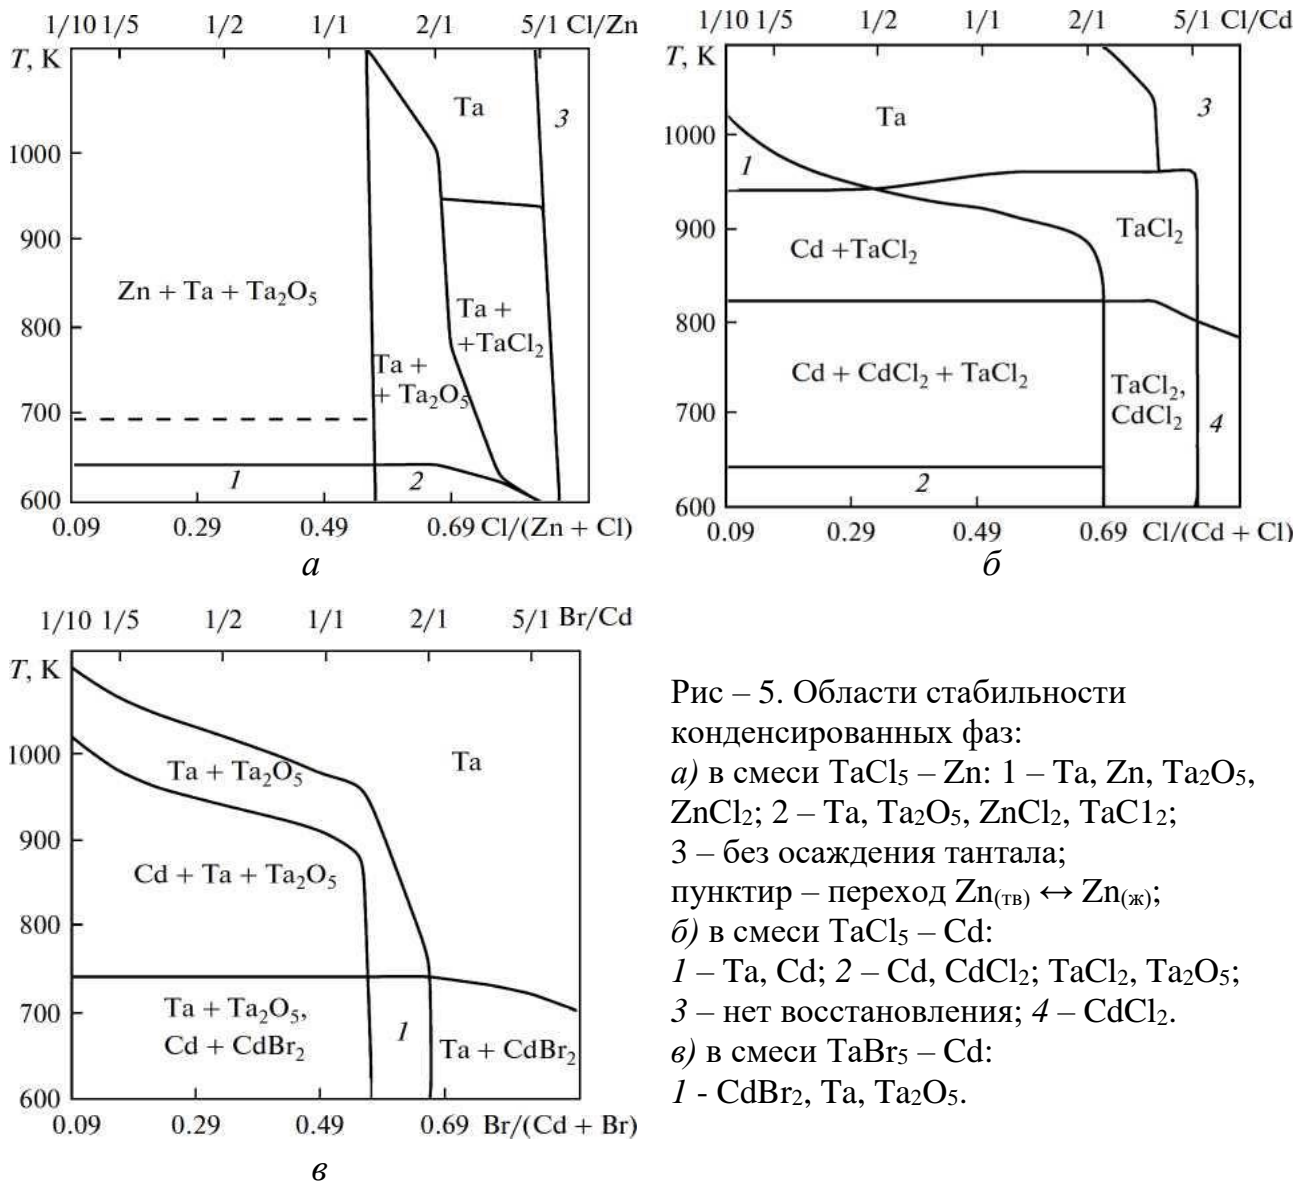 1/10 1/5 1/2 1/1 2/1 5/1 Cl/Zn
T, K
1000
900
800
700
600
Ta
3
Zn + Ta + Ta₂O₅
Ta +
+TaCl₂
Ta +
+ Ta₂O₅
1
2
0.09 0.29 0.49 0.69 Cl/(Zn + Cl)
а
1/10 1/5 1/2 1/1 2/1 5/1 Cl/Cd
T, K
1000
900
800
700
600
Ta
3
1
TaCl₂
Cd +TaCl₂
Cd + CdCl₂ + TaCl₂
TaCl₂,
CdCl₂
4
2
0.09 0.29 0.49 0.69 Cl/(Cd + Cl)
б
1/10 1/5 1/2 1/1 2/1 5/1 Br/Cd
T, K
1000
900
800
700
600
Ta
Ta + Ta₂O₅
Cd + Ta + Ta₂O₅
Ta + Ta₂O₅,
Cd + CdBr₂
1
Ta + CdBr₂
0.09 0.29 0.49 0.69 Br/(Cd + Br)
в
Рис – 5. Области стабильности
конденсированных фаз:
а) в смеси TaCl₅ – Zn: 1 – Ta, Zn, Ta₂O₅,
ZnCl₂; 2 – Ta, Ta₂O₅, ZnCl₂, TaC1₂;
3 – без осаждения тантала;
пунктир – переход Zn₍тв₎ ↔ Zn₍ж₎;
б) в смеси TaCl₅ – Cd:
1 – Ta, Cd; 2 – Cd, CdCl₂; TaCl₂, Ta₂O₅;
3 – нет восстановления; 4 – CdCl₂.
в) в смеси TaBr₅ – Cd:
1 - CdBr₂, Ta, Ta₂O₅.